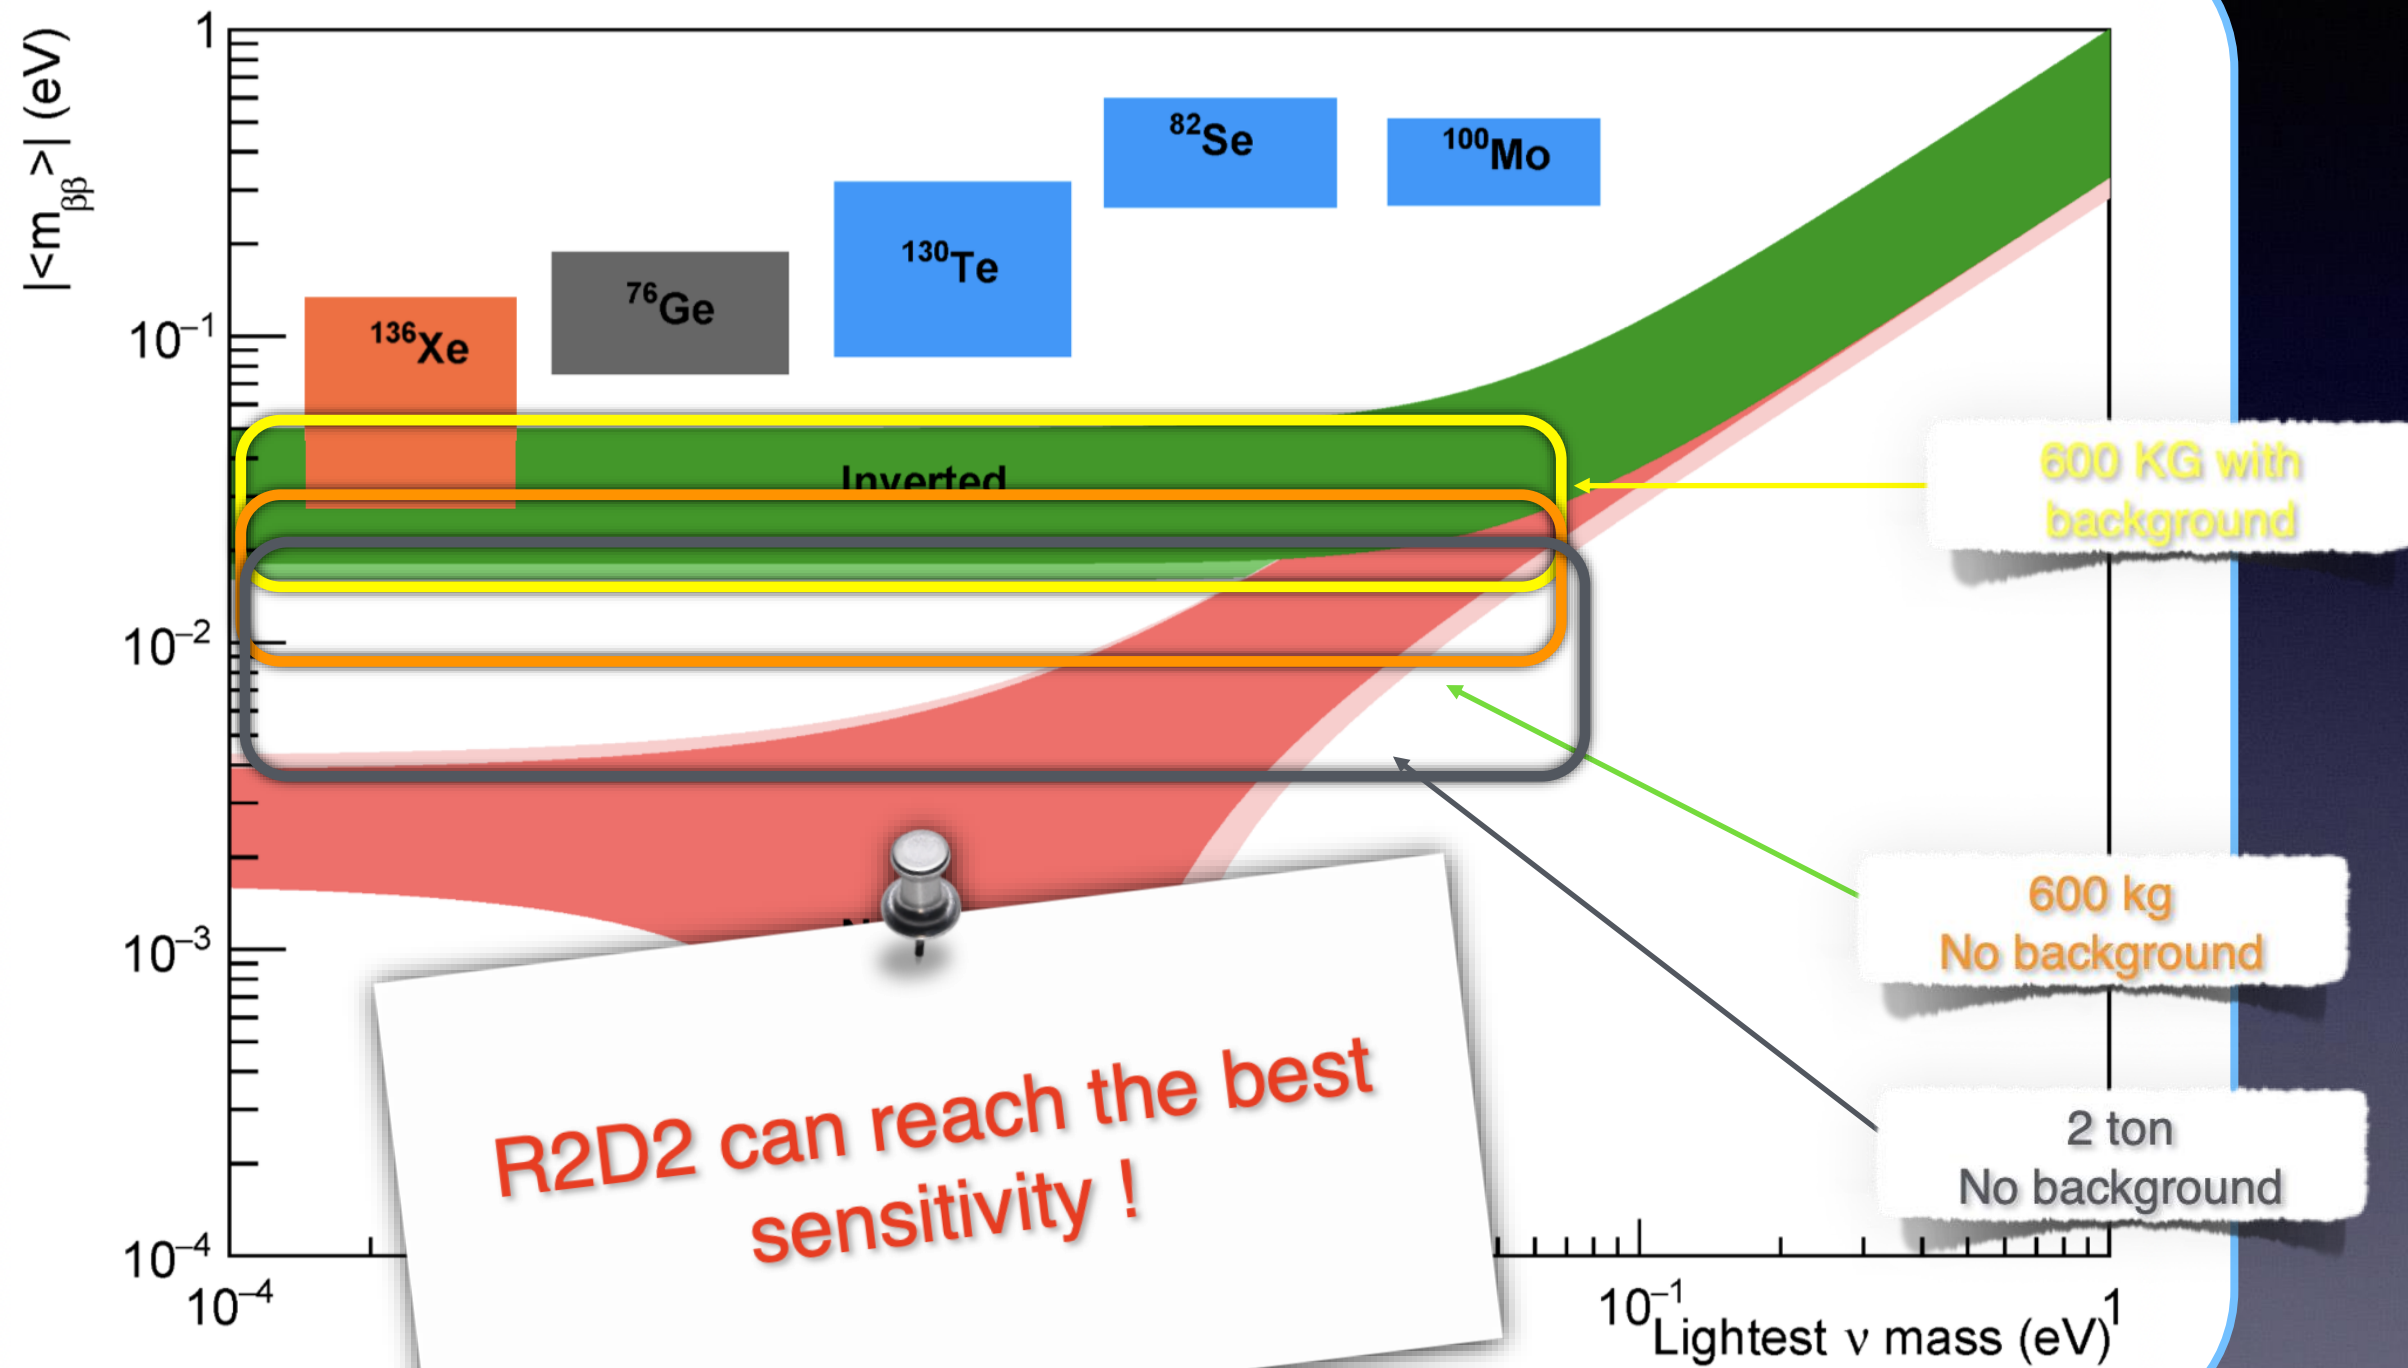 1
|<mββ>| (eV)
⁸²Se
¹⁰⁰Mo
¹³⁰Te
⁷⁶Ge
¹³⁶Xe
10⁻¹
600 KG with
background
Inverted
10⁻²
600 kg
No background
10⁻³
R2D2 can reach the best
sensitivity !
2 ton
No background
10⁻⁴
10⁻⁴
10⁻¹
1
Lightest ν mass (eV)